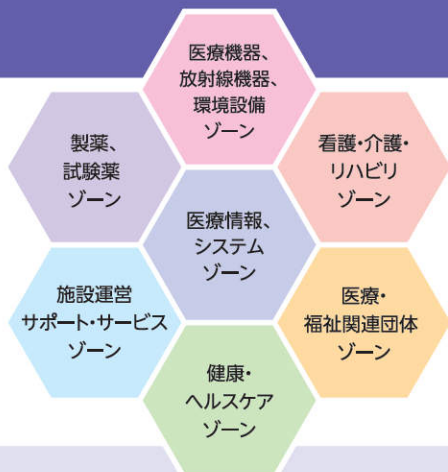 医療機器、
放射線機器、
環境設備
ゾーン
製薬、
試験薬
ゾーン
看護・介護・
リハビリ
ゾーン
医療情報、
システム
ゾーン
施設運営
サポート・サービス
ゾーン
医療・
福祉関連団体
ゾーン
健康・
ヘルスケア
ゾーン